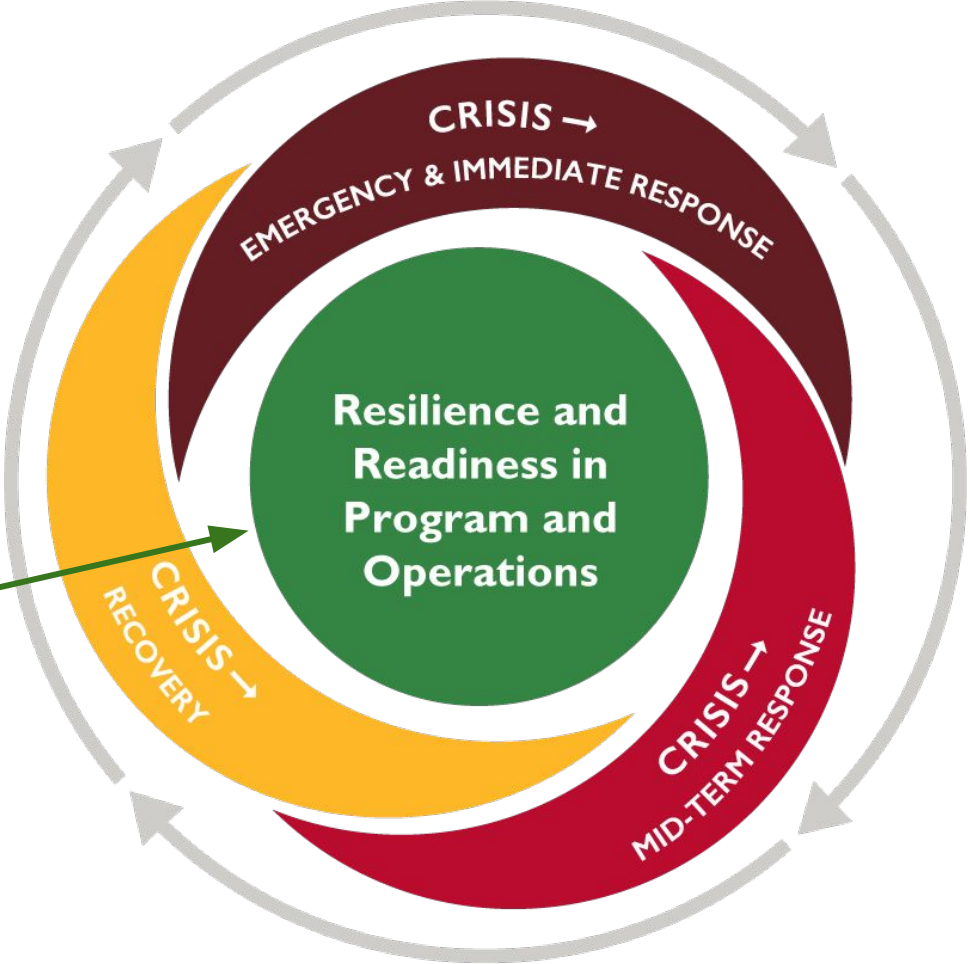 CRISIS →
EMERGENCY & IMMEDIATE RESPONSE
Resilience and
Readiness in
Program and
Operations
CRISIS →
MID-TERM RESPONSE
CRISIS →
RECOVERY